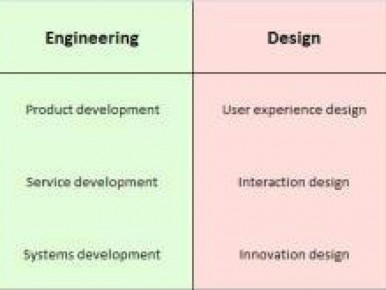 Engineering
Design
Product development
User experience design
Service development
Interaction design
Systems development
Innovation design